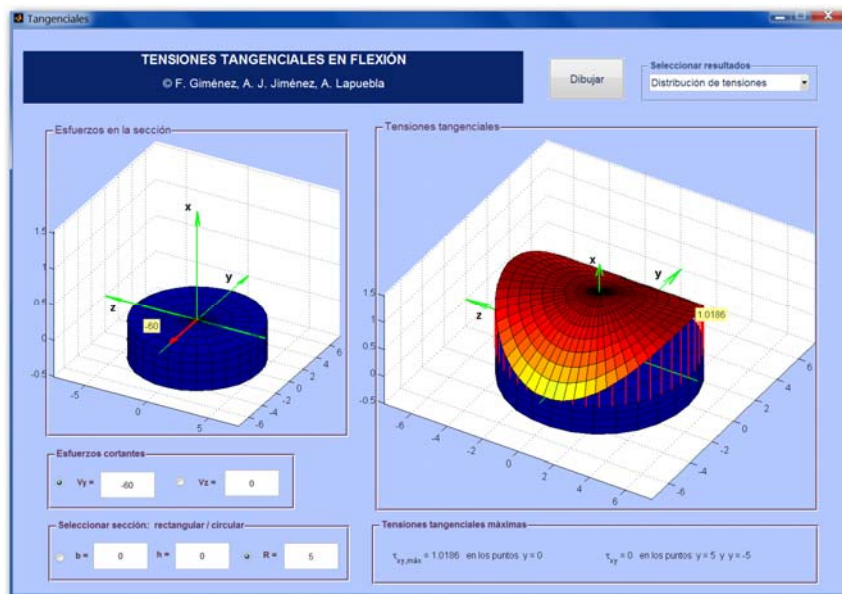 Tangenciales
TENSIONES TANGENCIALES EN FLEXIÓN
© F. Giménez, A. J. Jiménez, A. Lapuebla
Dibujar
Seleccionar resultados
Distribución de tensiones
Esfuerzos en la sección
x
y
z
-60
1.5
1
0.5
0
-0.5
-5
0
5
-6
-4
-2
0
2
4
6
Tensiones tangenciales
x
y
z
1.0186
1.5
1
0.5
0
-0.5
-6
-4
-2
0
2
4
6
-6
-4
-2
0
2
4
6
Esfuerzos cortantes
Vy = -60 Vz = 0
Seleccionar sección: rectangular / circular
b = 0 h = 0 R = 5
Tensiones tangenciales máximas
τxy,máx = 1.0186 en los puntos y = 0 τxy = 0 en los puntos y = 5 y y = -5